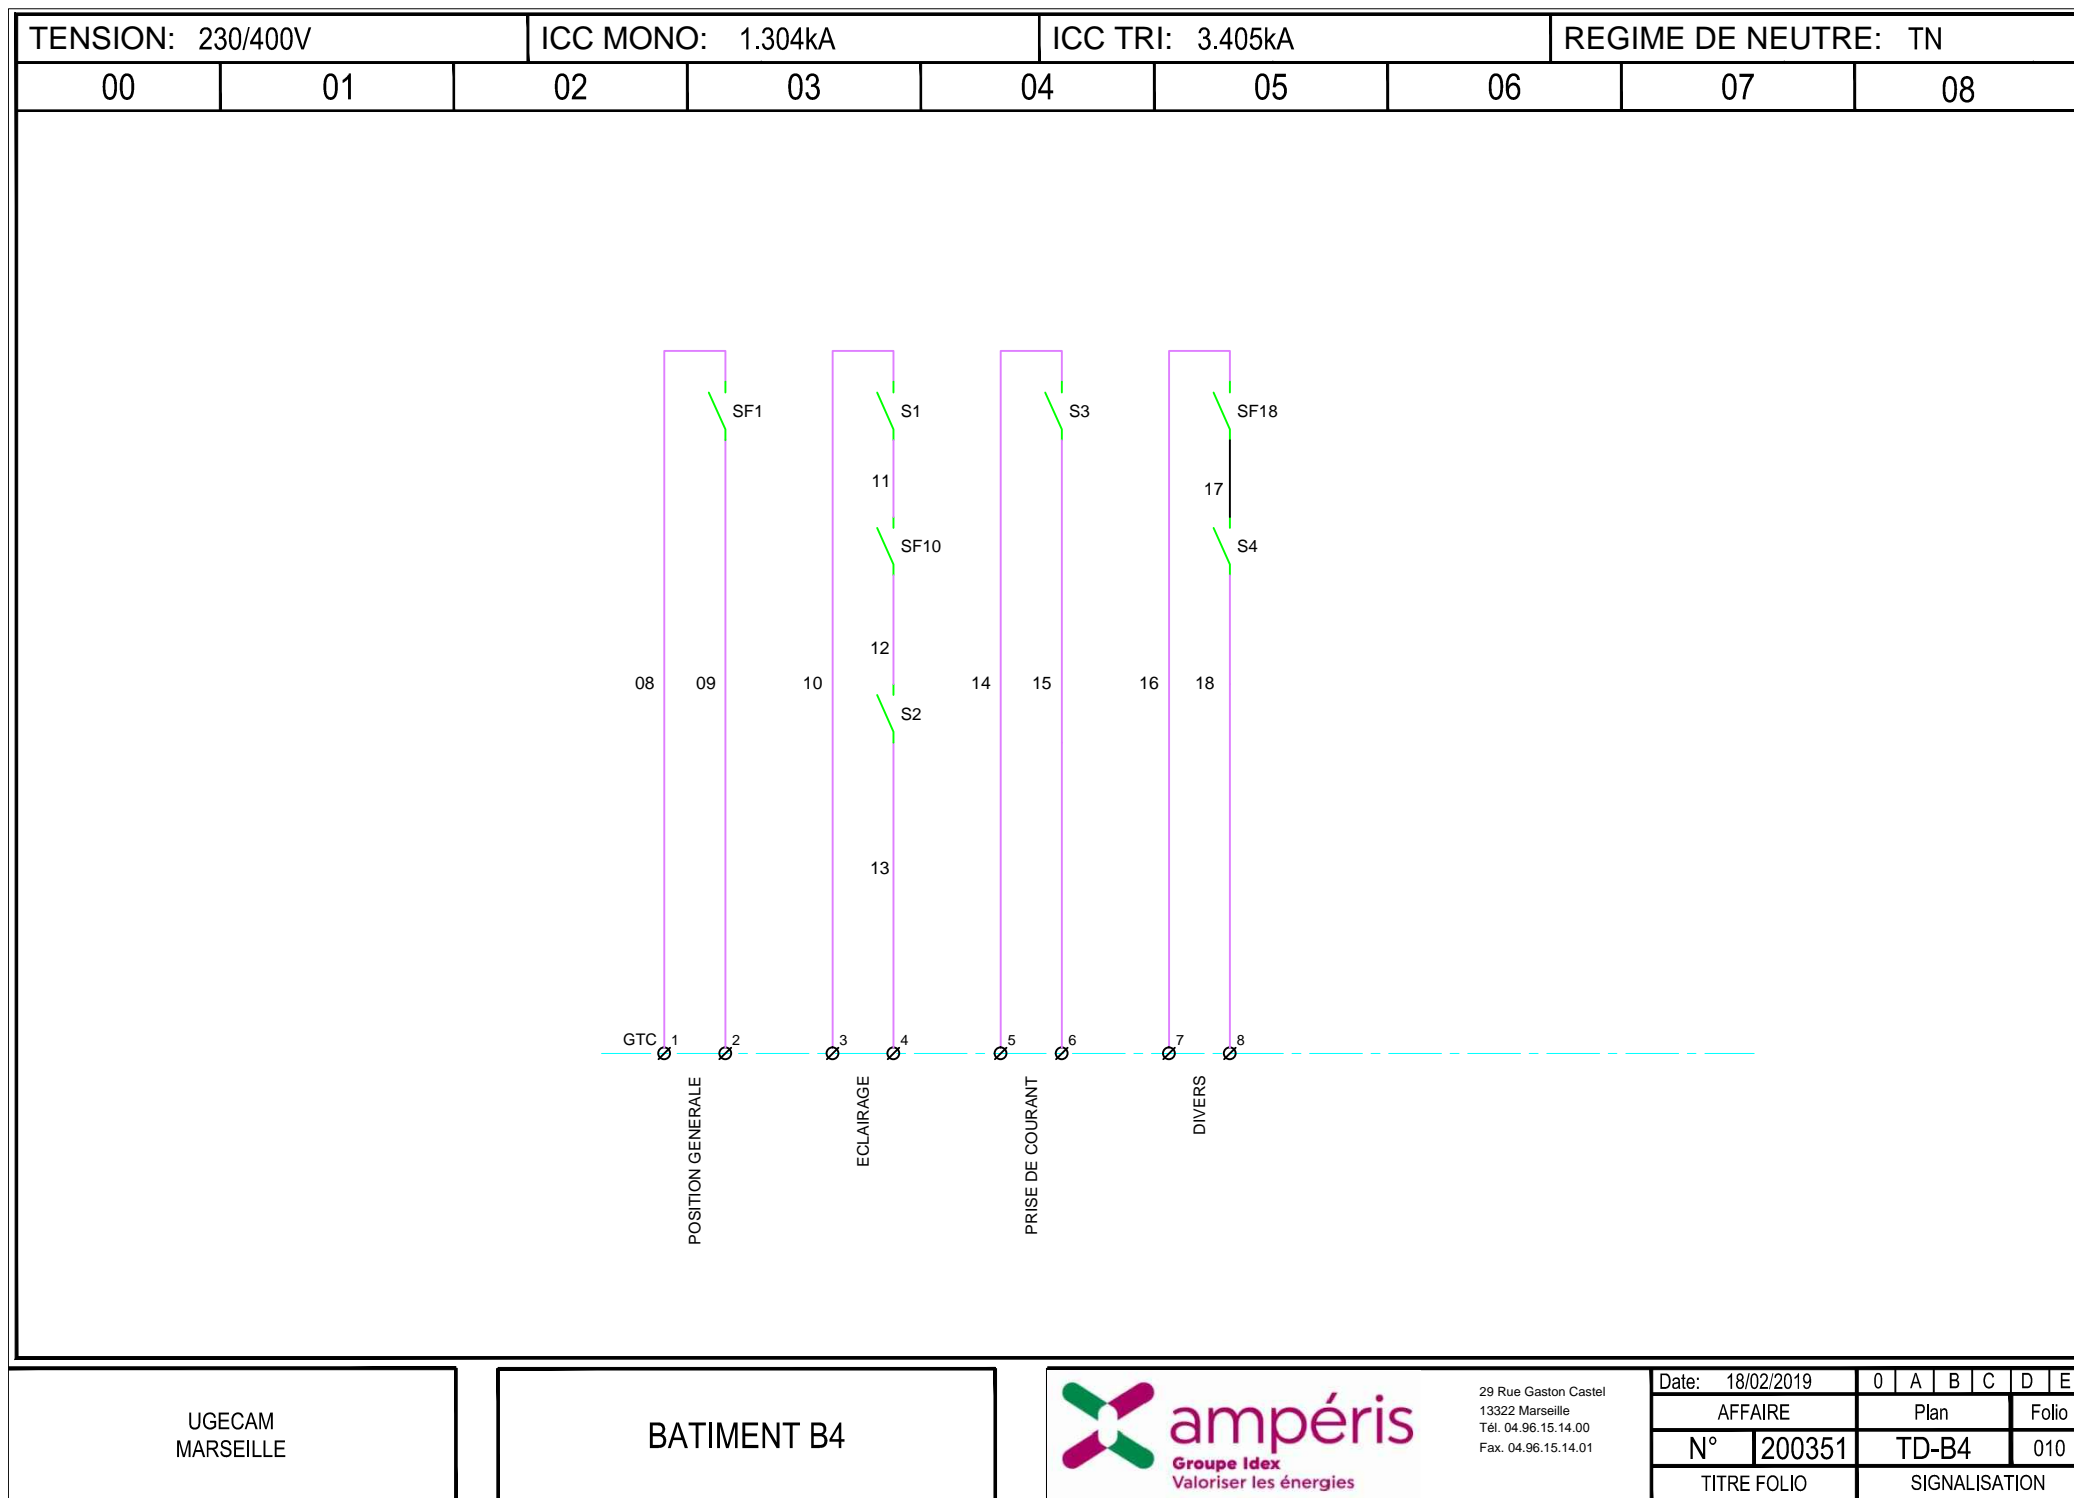 TENSION: 230/400V
ICC MONO: 1.304kA
ICC TRI: 3.405kA
REGIME DE NEUTRE: TN
00 01 02 03 04 05 06 07 08
SF1
S1
S3
SF18
11
17
SF10
S4
12
08 09 10 14 15 16 18
S2
13
GTC 1 2 3 4 5 6 7 8
POSITION GENERALE
ECLAIRAGE
PRISE DE COURANT
DIVERS
UGECAM
MARSEILLE
BATIMENT B4
ampéris
Groupe Idex
Valoriser les énergies
29 Rue Gaston Castel
13322 Marseille
Tél. 04.96.15.14.00
Fax. 04.96.15.14.01
Date: 18/02/2019 0 A B C D E
AFFAIRE Plan Folio
N° 200351 TD-B4 010
TITRE FOLIO SIGNALISATION